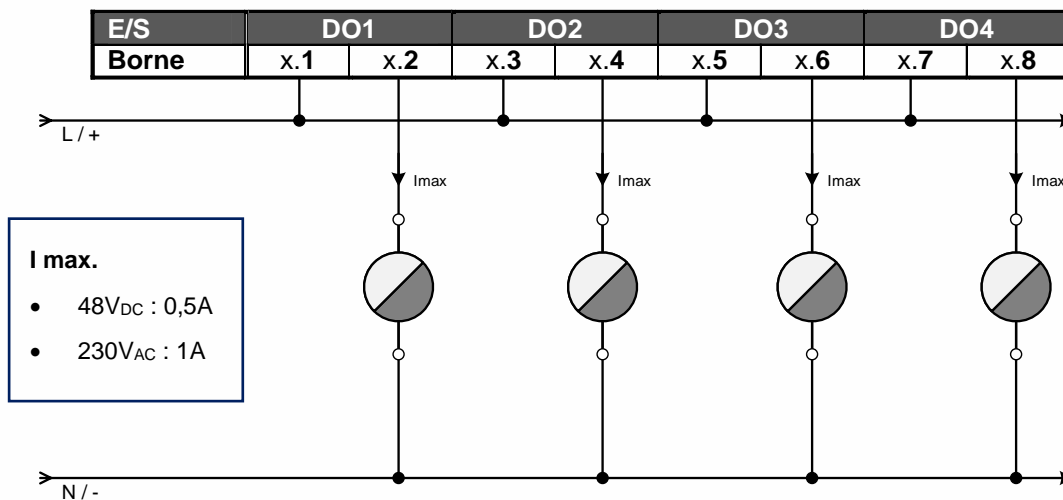 E/S DO1 DO2 DO3 DO4
Borne x.1 x.2 x.3 x.4 x.5 x.6 x.7 x.8
L / +
Imax Imax Imax Imax
I max.
• 48VDC : 0,5A
• 230VAC : 1A
N / -